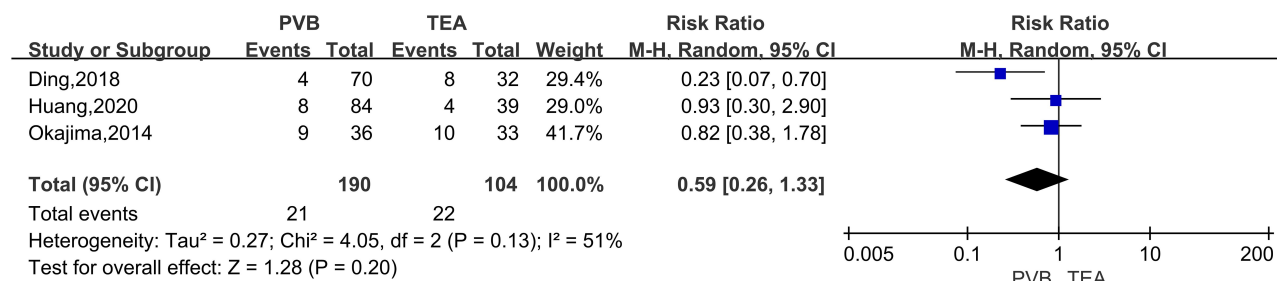 PVB TEA Risk Ratio Risk Ratio
Study or Subgroup Events Total Events Total Weight M-H, Random, 95% CI M-H, Random, 95% CI
Ding,2018 4 70 8 32 29.4% 0.23 [0.07, 0.70]
Huang,2020 8 84 4 39 29.0% 0.93 [0.30, 2.90]
Okajima,2014 9 36 10 33 41.7% 0.82 [0.38, 1.78]
Total (95% CI) 190 104 100.0% 0.59 [0.26, 1.33]
Total events 21 22
Heterogeneity: Tau² = 0.27; Chi² = 4.05, df = 2 (P = 0.13); I² = 51%
Test for overall effect: Z = 1.28 (P = 0.20)
0.005 0.1 1 10 200
PVB TEA